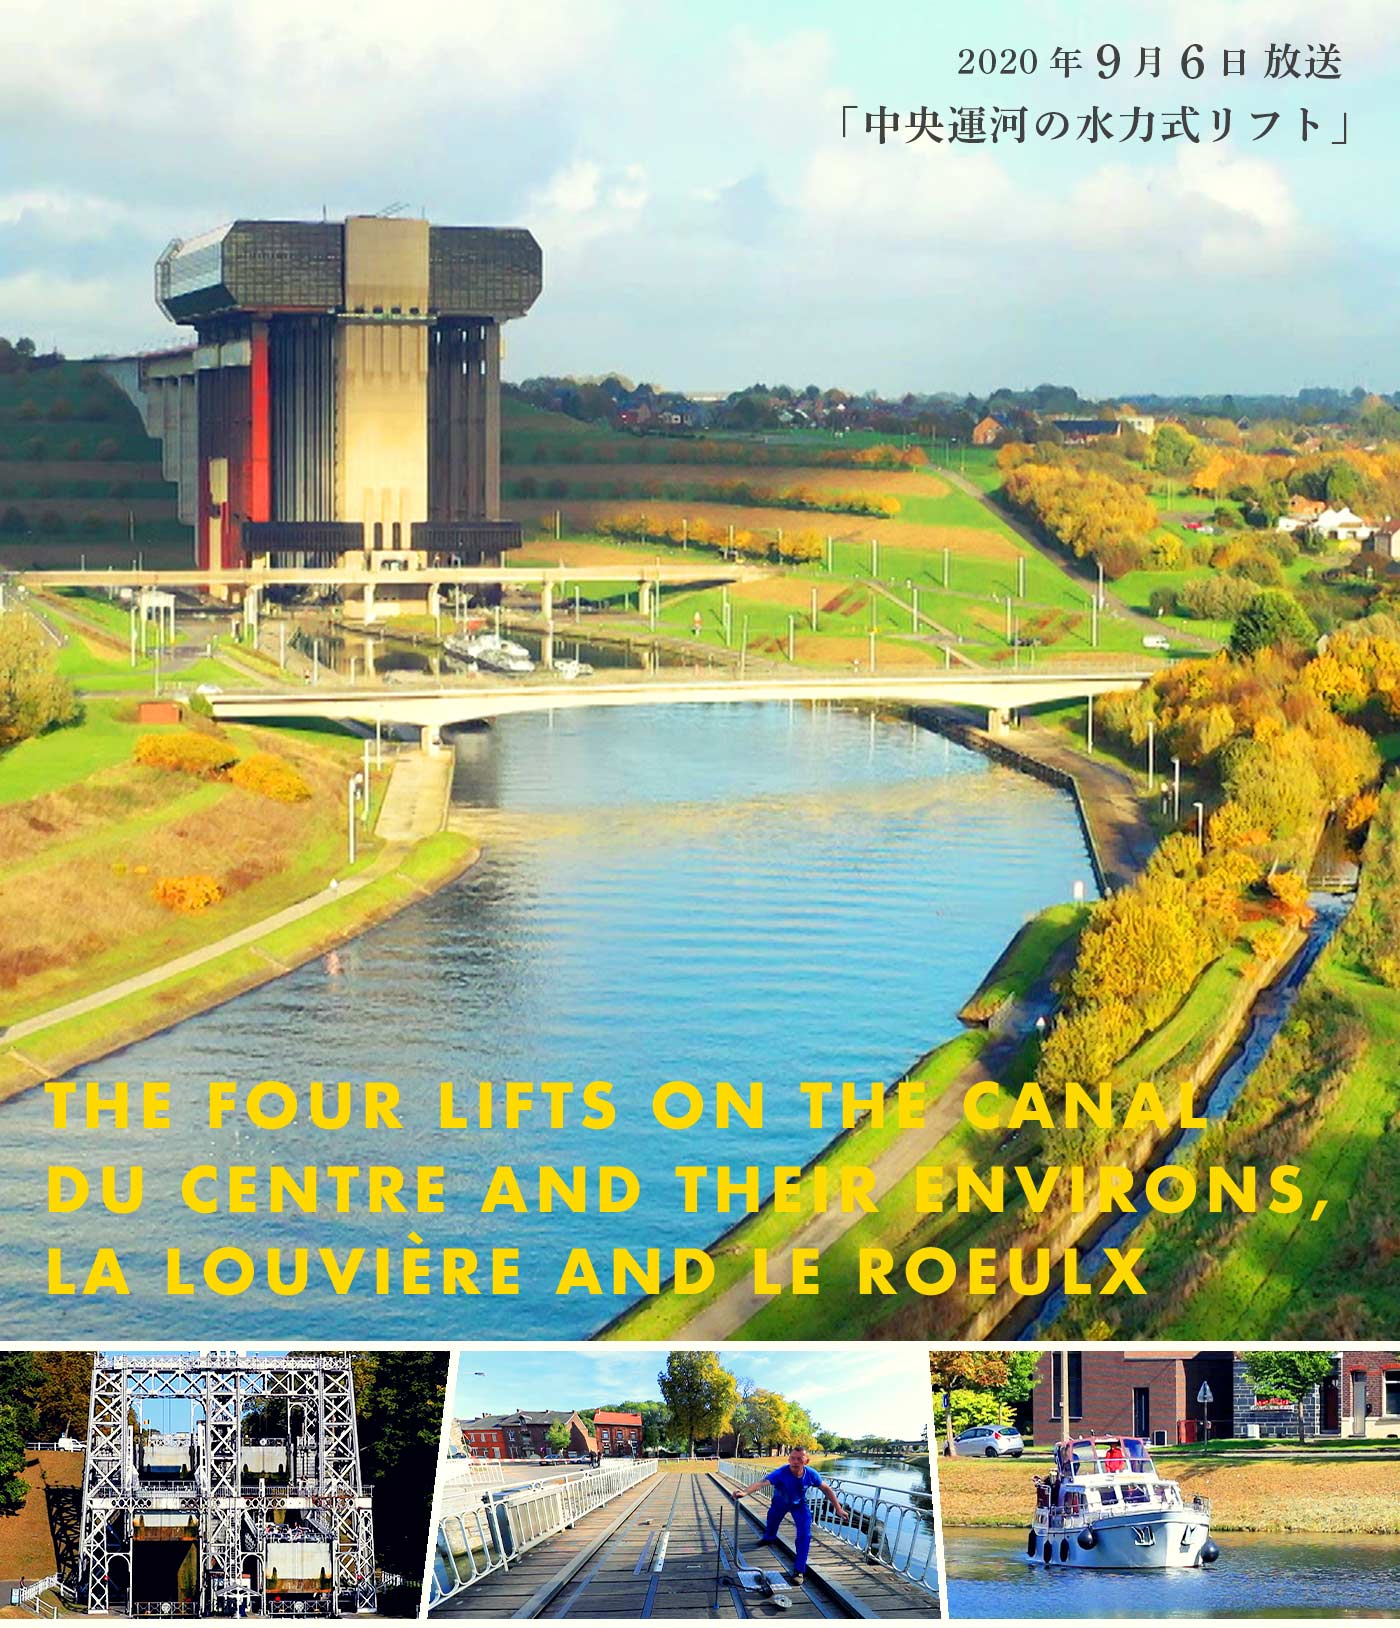 2020年9月6日 放送
「中央運河の水力式リフト」
THE FOUR LIFTS ON THE CANAL
DU CENTRE AND THEIR ENVIRONS,
LA LOUVIÈRE AND LE ROEULX